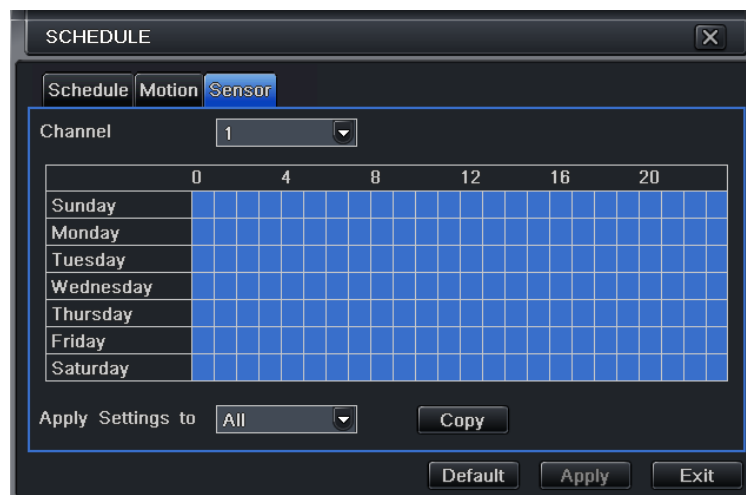 SCHEDULE
Schedule Motion Sensor
Channel 1
0 4 8 12 16 20
Sunday
Monday
Tuesday
Wednesday
Thursday
Friday
Saturday
Apply Settings to All Copy
Default Apply Exit